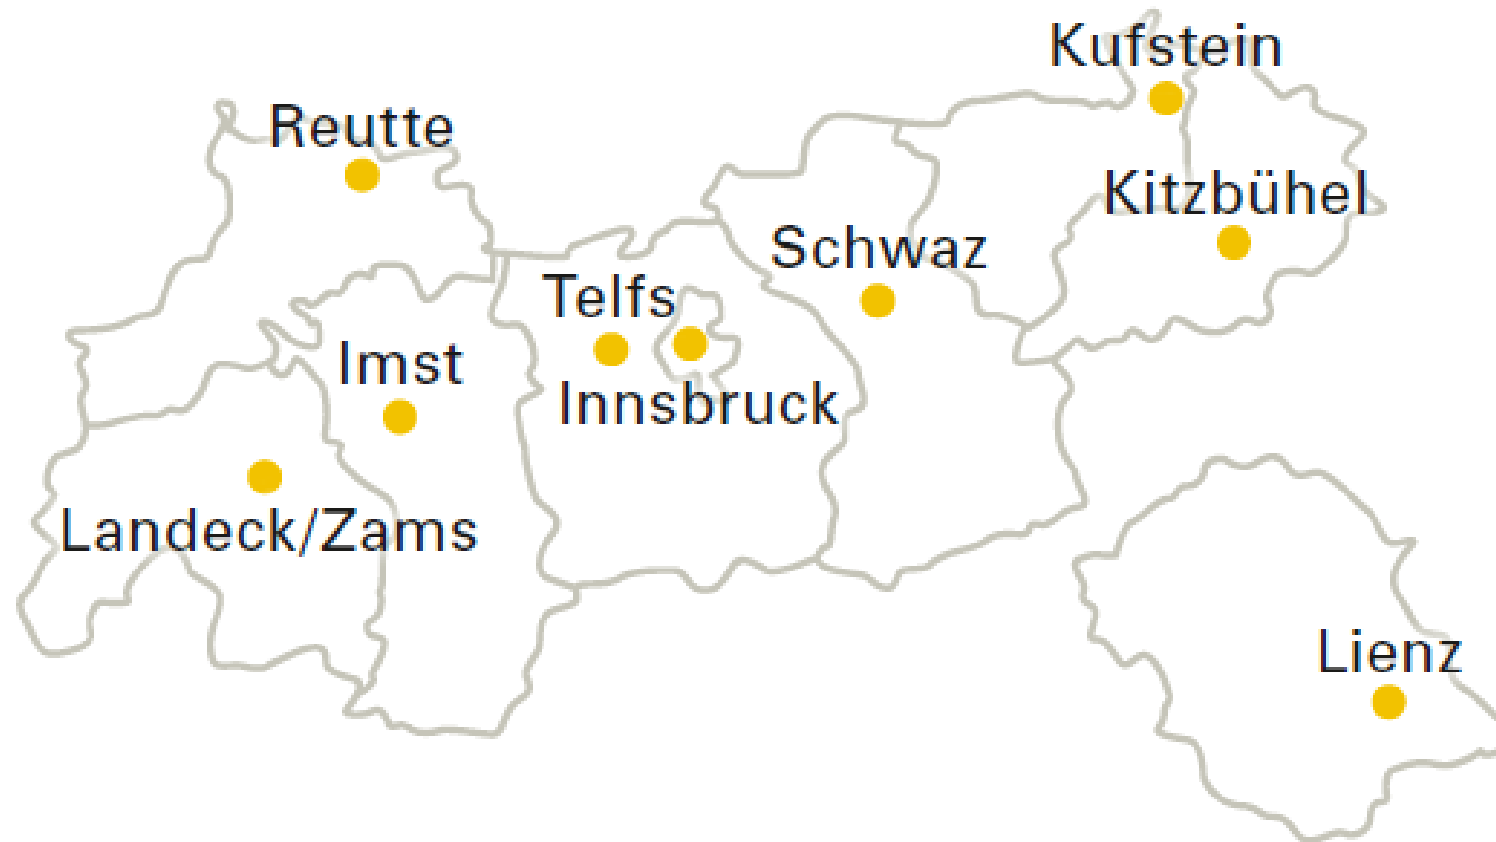 Kufstein
Reutte
Kitzbühel
Schwaz
Telfs
Imst
Innsbruck
Landeck/Zams
Lienz